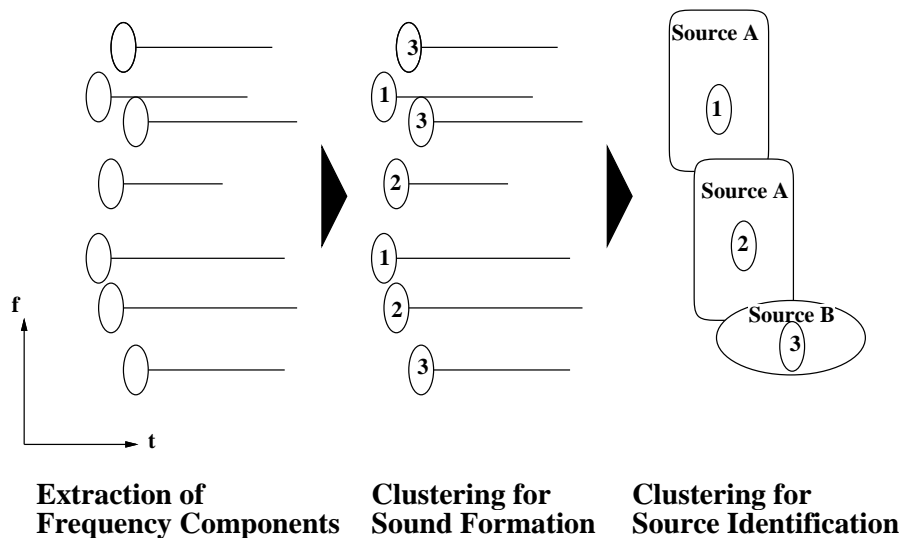 Source A
3
1
1
3
2
Source A
2
1
2
Source B
3
3
f
t
Extraction of
Frequency Components
Clustering for
Sound Formation
Clustering for
Source Identification